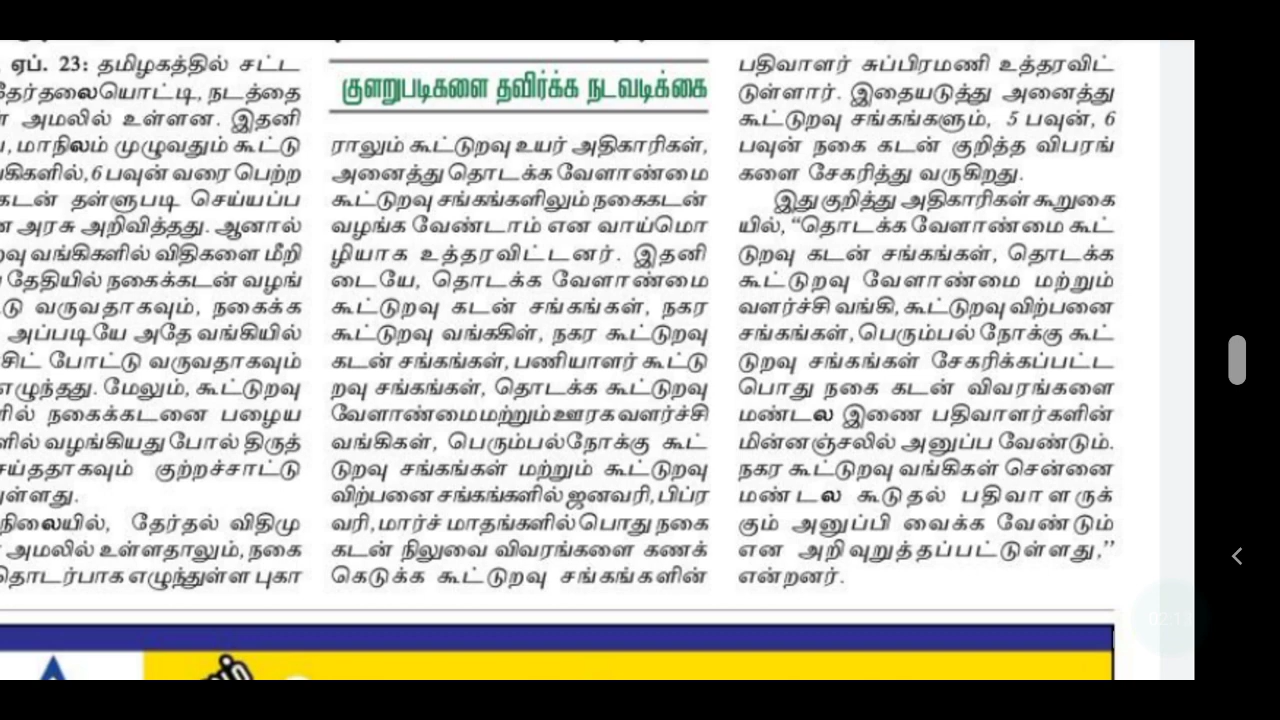 ஏப். 23: தமிழகத்தில் சட்ட
தேர்தலையொட்டி, நடத்தை
அமலில் உள்ளன. இதனி
மாநிலம் முழுவதும் கூட்டு
6 பவுன் வரை பெற்ற
கடன் தள்ளுபடி செய்யப்ப
அரசு அறிவித்தது. ஆனால்
வங்கிகளில் விதிகளை மீறி
தேதியில் நகைக்கடன் வழங்
வருவதாகவும், நகைக்க
அப்படியே அதே வங்கியில்
போட்டு வருவதாகவும்
எழுந்தது. மேலும், கூட்டுறவு
நகைக்கடனை பழைய
வழங்கியது போல் திருத்
குற்றச்சாட்டு
தேர்தல் விதிமு
அமலில் உள்ளதாலும், நகை
தொடர்பாக எழுந்துள்ள புகா
குளறுபடிகளை தவிர்க்க நடவடிக்கை
ராலும் கூட்டுறவு உயர் அதிகாரிகள்,
அனைத்து தொடக்க வேளாண்மை
கூட்டுறவு சங்கங்களிலும் நகைகடன்
வழங்க வேண்டாம் என வாய்மொ
ழியாக உத்தரவிட்டனர். இதனி
டையே, தொடக்க வேளாண்மை
கூட்டுறவு கடன் சங்கங்கள், நகர
கூட்டுறவு வங்ககிள், நகர கூட்டுறவு
கடன் சங்கங்கள், பணியாளர் கூட்டு
றவு சங்கங்கள், தொடக்க கூட்டுறவு
வேளாண்மை மற்றும் ஊரக வளர்ச்சி
வங்கிகள், பெரும்பல்நோக்கு கூட்
டுறவு சங்கங்கள் மற்றும் கூட்டுறவு
விற்பனை சங்கங்களில் ஜனவரி, பிப்ர
வரி, மார்ச் மாதங்களில் பொது நகை
கடன் நிலுவை விவரங்களை கணக்
கெடுக்க கூட்டுறவு சங்கங்களின்
பதிவாளர் சுப்பிரமணி உத்தரவிட்
டுள்ளார். இதையடுத்து அனைத்து
கூட்டுறவு சங்கங்களும், 5 பவுன், 6
பவுன் நகை கடன் குறித்த விபரங்
களை சேகரித்து வருகிறது.
இதுகுறித்து அதிகாரிகள் கூறுகை
யில், “தொடக்க வேளாண்மை கூட்
டுறவு கடன் சங்கங்கள், தொடக்க
கூட்டுறவு வேளாண்மை மற்றும்
வளர்ச்சி வங்கி, கூட்டுறவு விற்பனை
சங்கங்கள், பெரும்பல் நோக்கு கூட்
டுறவு சங்கங்கள் சேகரிக்கப்பட்ட
பொது நகை கடன் விவரங்களை
மண்டல இணை பதிவாளர்களின்
மின்னஞ்சலில் அனுப்ப வேண்டும்.
நகர கூட்டுறவு வங்கிகள் சென்னை
மண்டல கூடுதல் பதிவாளருக்
கும் அனுப்பி வைக்க வேண்டும்
என அறிவுறுத்தப்பட்டுள்ளது,”
என்றனர்.